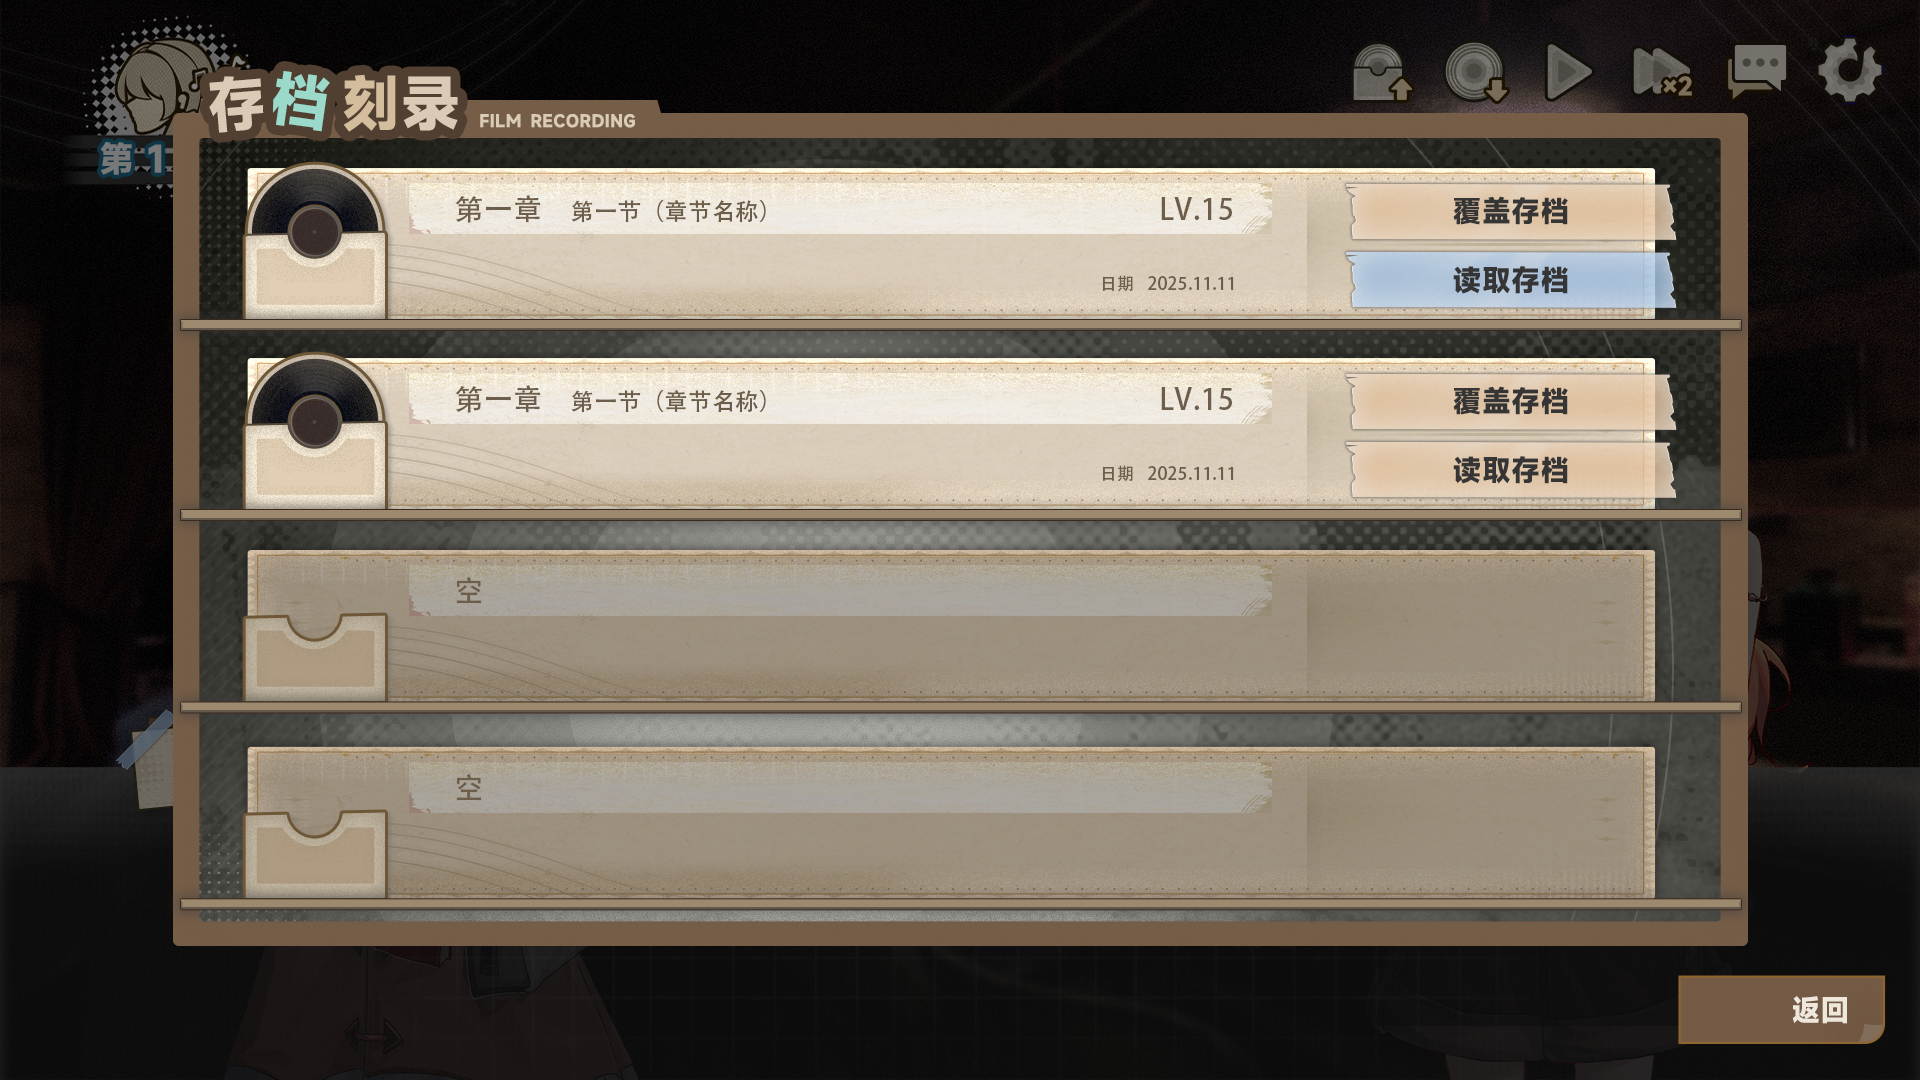 存档刻录 FILM RECORDING
×2
第1
第一章 第一节（章节名称） LV.15
日期 2025.11.11
覆盖存档
读取存档
第一章 第一节（章节名称） LV.15
日期 2025.11.11
覆盖存档
读取存档
空
空
返回